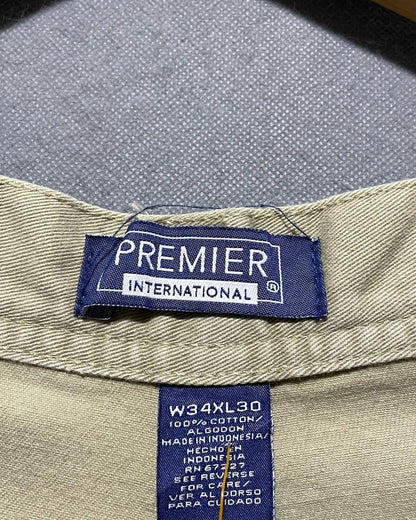 PREMIER
INTERNATIONAL ®
W34XL30
100% COTTON/
ALGODON
MADE IN INDONESIA/
HECHO EN
INDONESIA
RN 67227
SEE REVERSE
FOR CARE/
VER AL DORSO
PARA CUIDADO